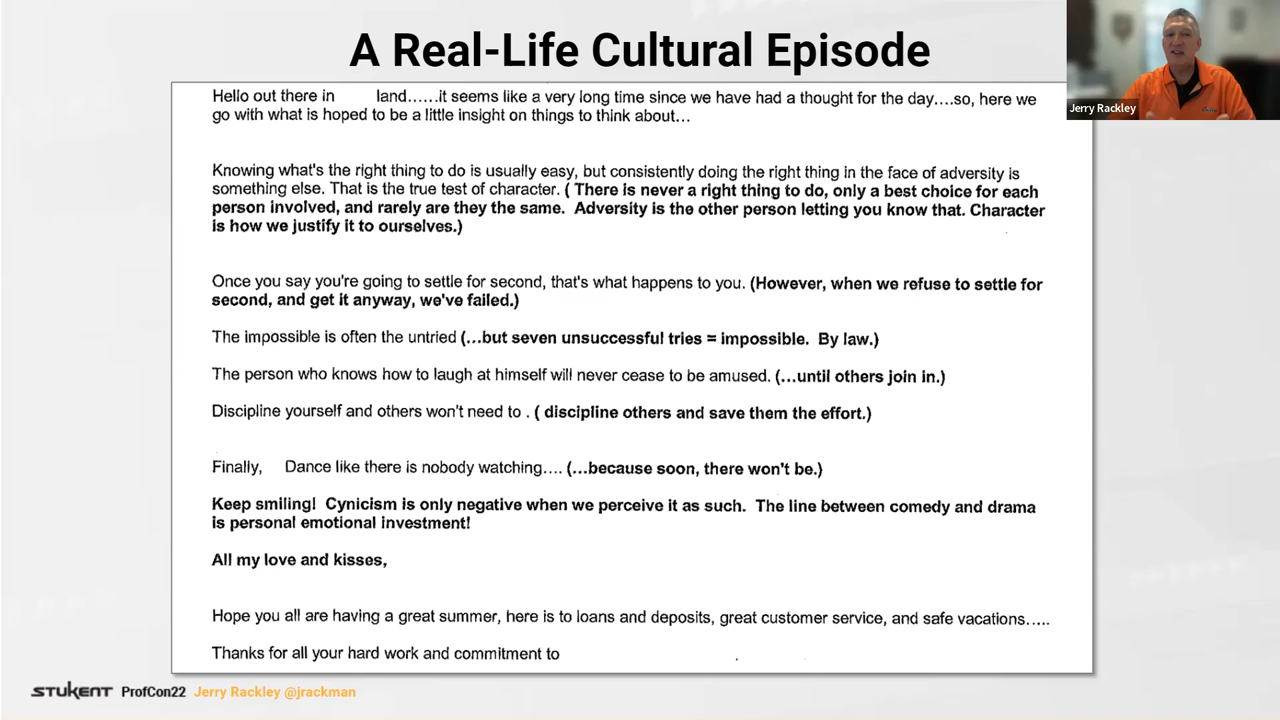 A Real-Life Cultural Episode
Jerry Rackley
Hello out there in land......it seems like a very long time since we have had a thought for the day....so, here we
go with what is hoped to be a little insight on things to think about...
Knowing what's the right thing to do is usually easy, but consistently doing the right thing in the face of adversity is
something else. That is the true test of character. ( There is never a right thing to do, only a best choice for each
person involved, and rarely are they the same. Adversity is the other person letting you know that. Character
is how we justify it to ourselves.)
Once you say you're going to settle for second, that's what happens to you. (However, when we refuse to settle for
second, and get it anyway, we've failed.)
The impossible is often the untried (...but seven unsuccessful tries = impossible. By law.)
The person who knows how to laugh at himself will never cease to be amused. (...until others join in.)
Discipline yourself and others won't need to . ( discipline others and save them the effort.)
Finally, Dance like there is nobody watching.... (...because soon, there won't be.)
Keep smiling! Cynicism is only negative when we perceive it as such. The line between comedy and drama
is personal emotional investment!
All my love and kisses,
Hope you all are having a great summer, here is to loans and deposits, great customer service, and safe vacations.....
Thanks for all your hard work and commitment to
STUKENT ProfCon22 Jerry Rackley @jrackman